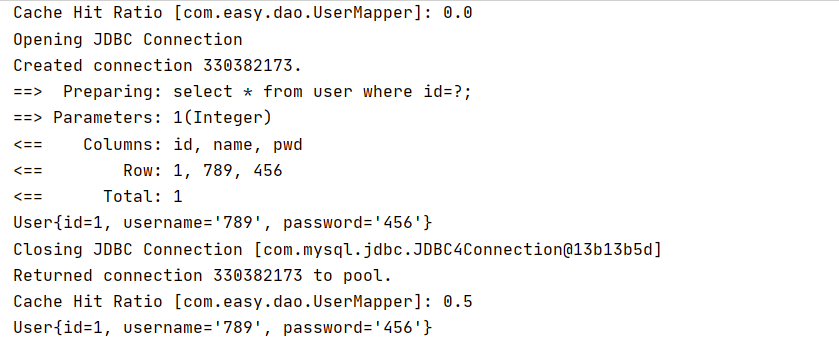 Cache Hit Ratio [com.easy.dao.UserMapper]: 0.0
Opening JDBC Connection
Created connection 330382173.
==>  Preparing: select * from user where id=?;
==> Parameters: 1(Integer)
<==    Columns: id, name, pwd
<==        Row: 1, 789, 456
<==      Total: 1
User{id=1, username='789', password='456'}
Closing JDBC Connection [com.mysql.jdbc.JDBC4Connection@13b13b5d]
Returned connection 330382173 to pool.
Cache Hit Ratio [com.easy.dao.UserMapper]: 0.5
User{id=1, username='789', password='456'}